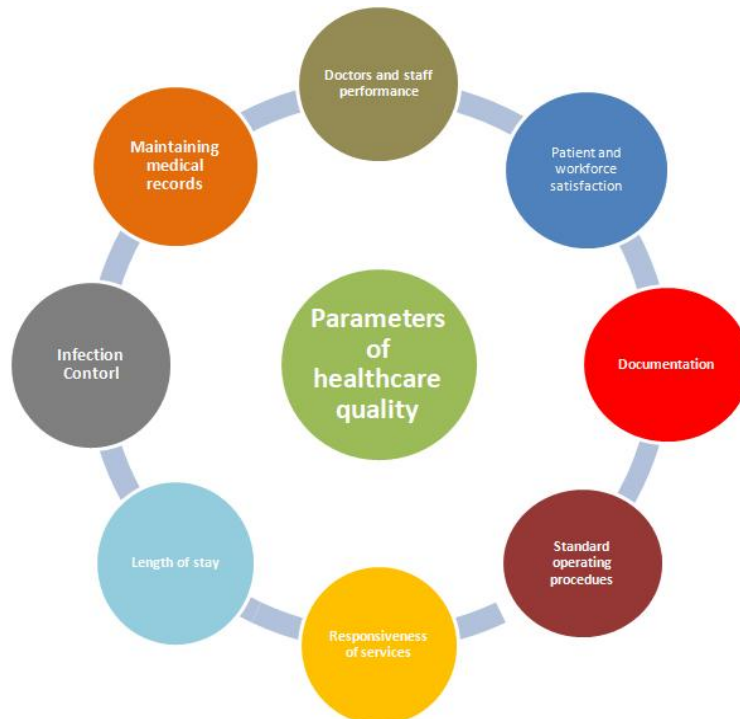 Doctors and staff
performance
Patient and
workforce
satisfaction
Documentation
Standard
operating
procedues
Responsiveness
of services
Length of stay
Infection
Contorl
Maintaining
medical
records
Parameters
of
healthcare
quality